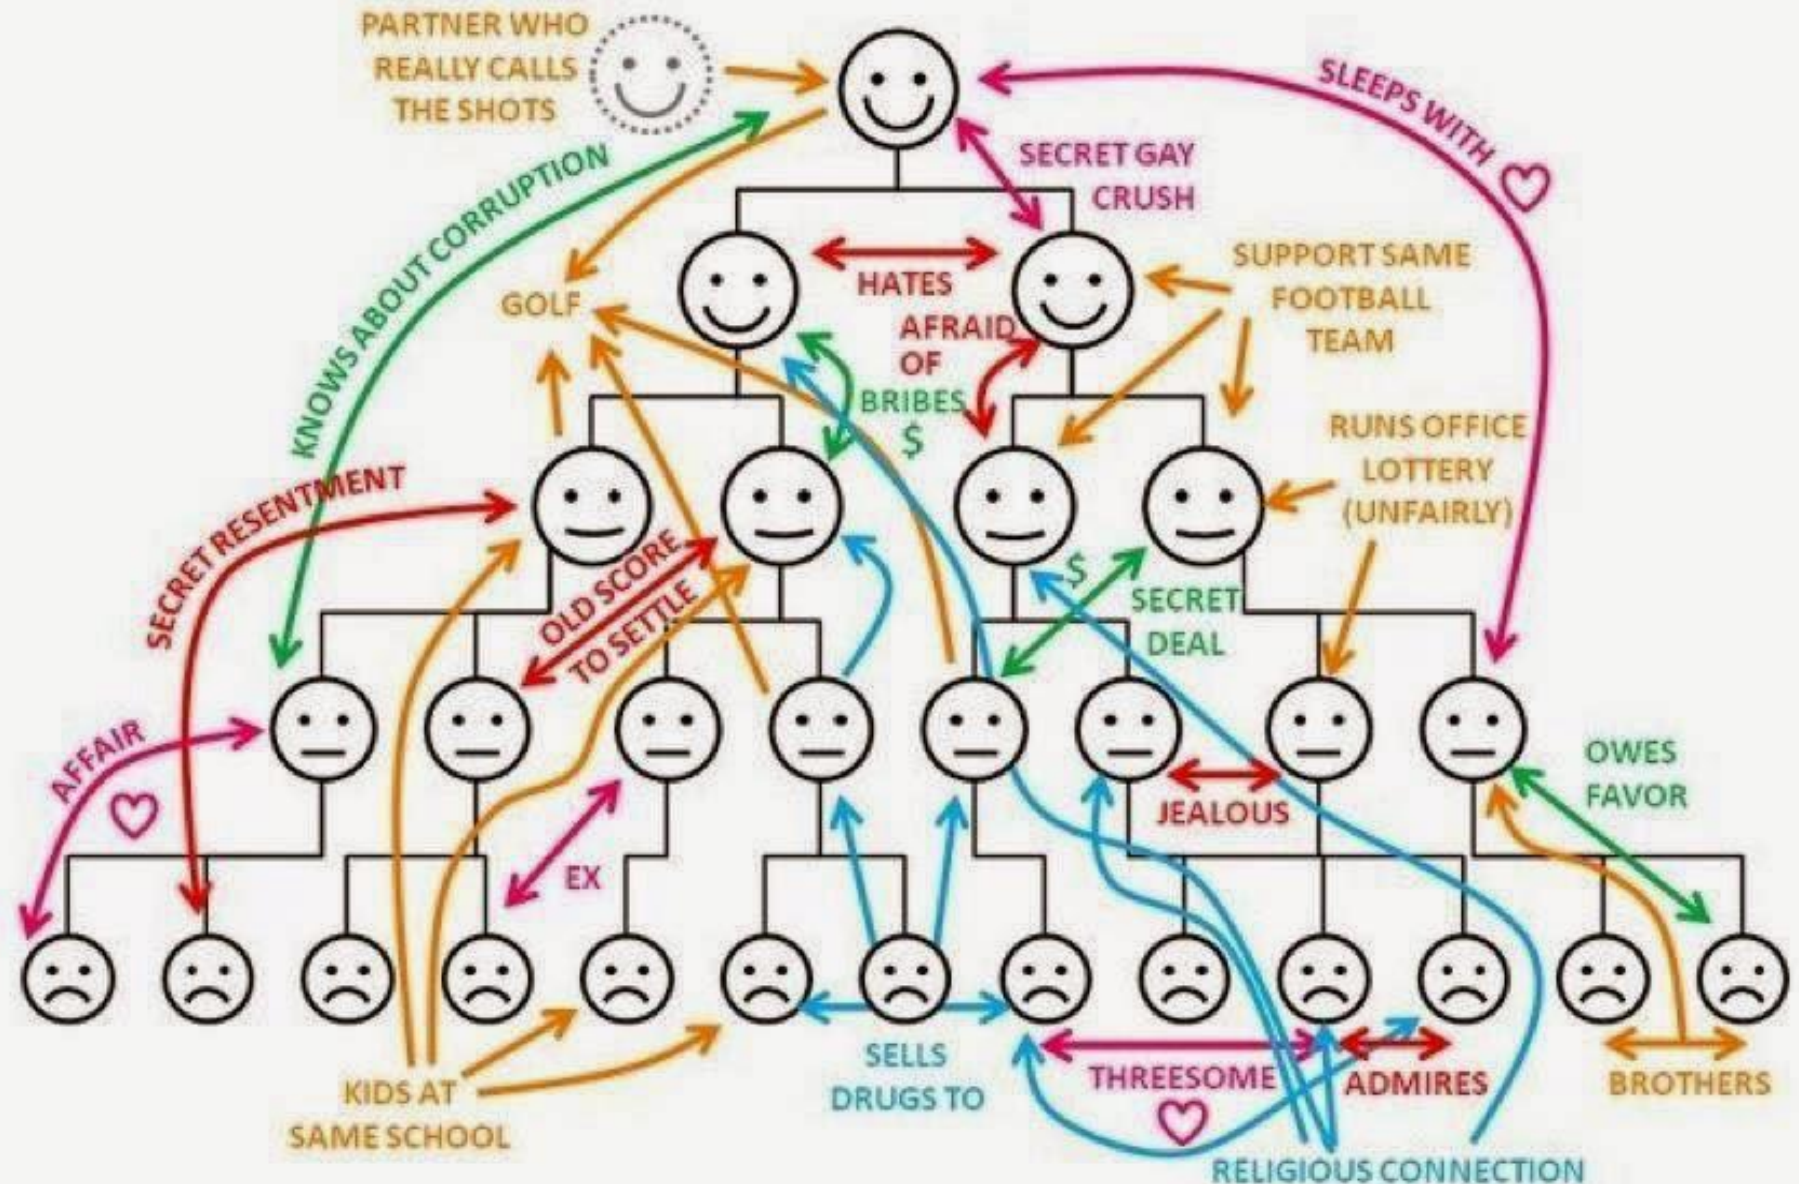 PARTNER WHO
REALLY CALLS
THE SHOTS
SLEEPS WITH
SECRET GAY
CRUSH
KNOWS ABOUT CORRUPTION
HATES
SUPPORT SAME
FOOTBALL
TEAM
GOLF
AFRAID
OF
BRIBES
$
RUNS OFFICE
LOTTERY
(UNFAIRLY)
SECRET RESENTMENT
OLD SCORE
TO SETTLE
$
SECRET
DEAL
AFFAIR
JEALOUS
OWES
FAVOR
EX
KIDS AT
SAME SCHOOL
SELLS
DRUGS TO
THREESOME
ADMIRES
BROTHERS
RELIGIOUS CONNECTION